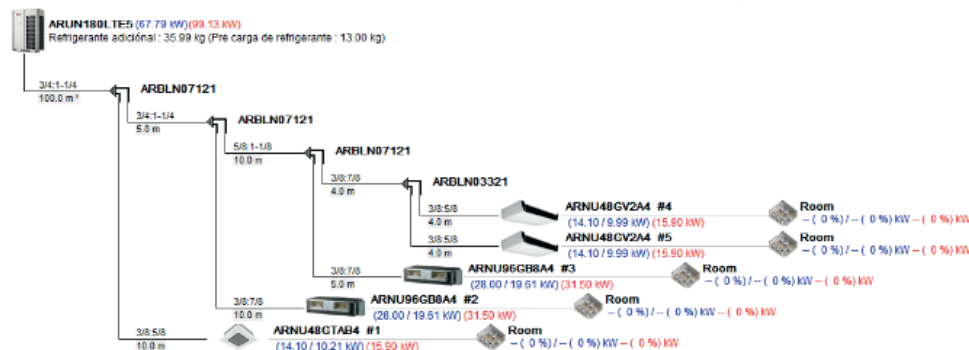 ARUN180LTE5 (67.79 kW)(99.13 kW)
Refrigerante adiciónal : 35.99 kg (Pre carga de refrigerante : 13.00 kg)
3/4:1-1/4
100.0 m *
ARBLN07121
3/4:1-1/4
5.0 m
ARBLN07121
5/8:1-1/8
10.0 m
ARBLN07121
3/8:7/8
4.0 m
ARBLN03321
3/8:5/8
4.0 m
ARNU48GV2A4 #4
(14.10 / 9.99 kW) (15.90 kW)
Room
-- ( 0 %) / -- ( 0 %) kW -- ( 0 %) kW
3/8:5/8
4.0 m
ARNU48GV2A4 #5
(14.10 / 9.99 kW) (15.90 kW)
Room
-- ( 0 %) / -- ( 0 %) kW -- ( 0 %) kW
3/8:7/8
5.0 m
ARNU96GB8A4 #3
(28.00 / 19.61 kW) (31.50 kW)
Room
-- ( 0 %) / -- ( 0 %) kW -- ( 0 %) kW
3/8:7/8
10.0 m
ARNU96GB8A4 #2
(28.00 / 19.61 kW) (31.50 kW)
Room
-- ( 0 %) / -- ( 0 %) kW -- ( 0 %) kW
3/8:5/8
10.0 m
ARNU48GTAB4 #1
(14.10 / 10.21 kW) (15.90 kW)
Room
-- ( 0 %) / -- ( 0 %) kW -- ( 0 %) kW